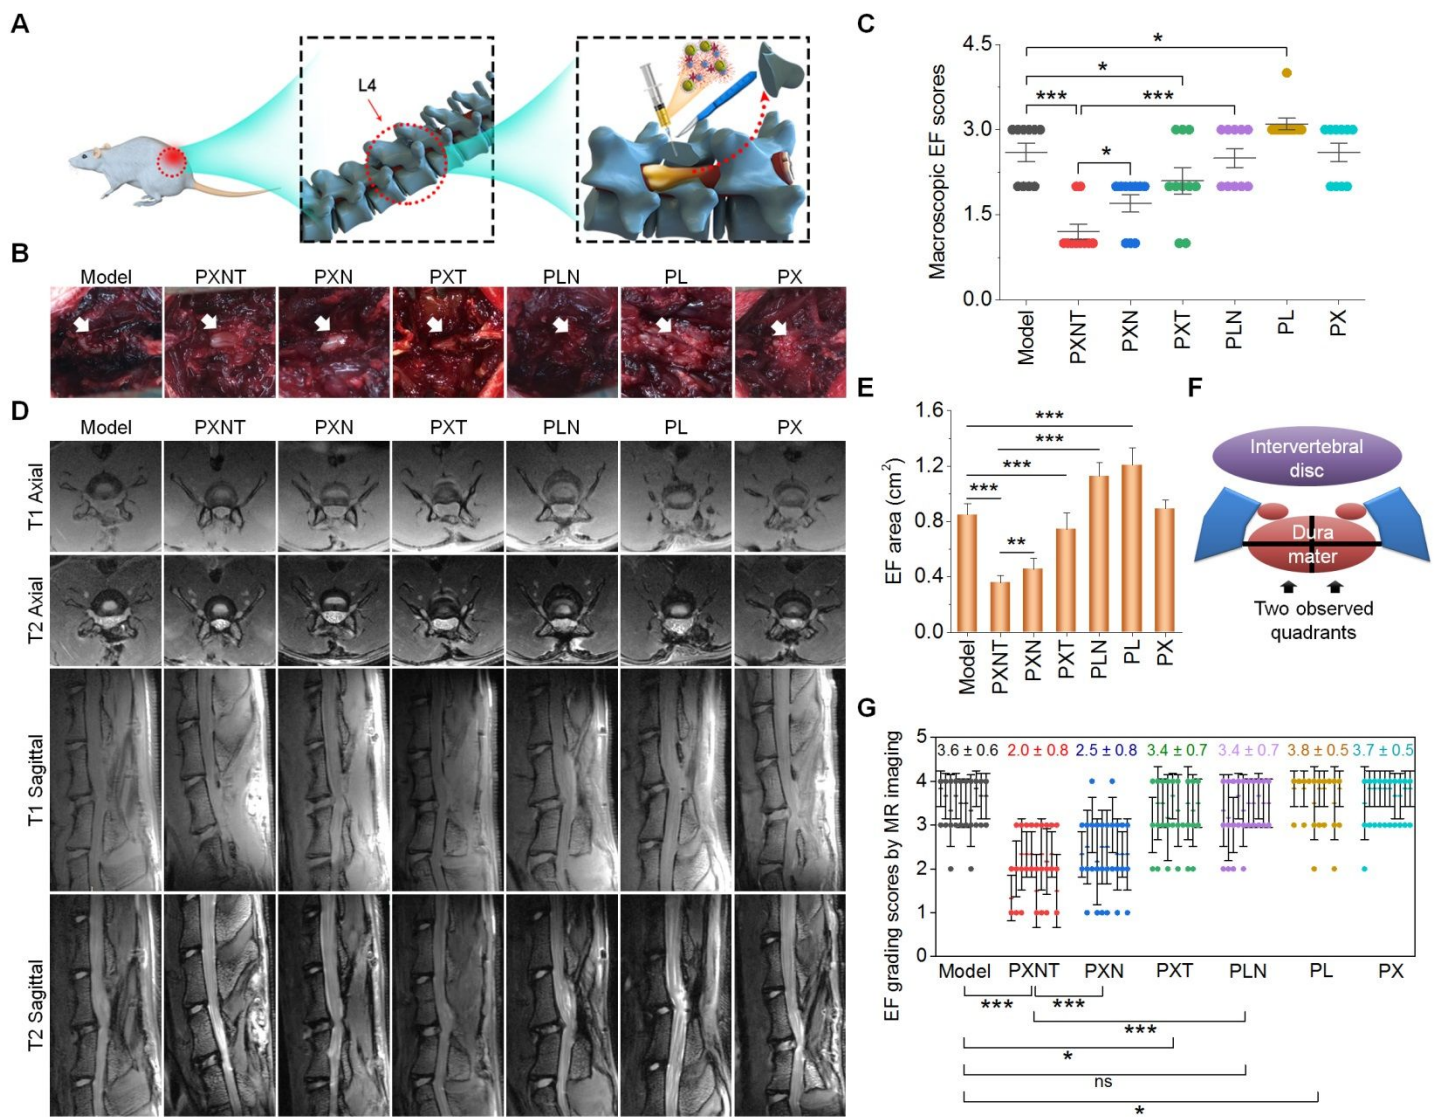 A
L4
B
Model PXNT PXN PXT PLN PL PX
C
Macroscopic EF scores
4.5
3.0
1.5
0.0
*
*
*** ***
*
Model PXNT PXN PXT PLN PL PX
D
Model PXNT PXN PXT PLN PL PX
T1 Axial
T2 Axial
T1 Sagittal
T2 Sagittal
E
EF area (cm²)
1.6
1.2
0.8
0.4
0.0
***
***
***
***
**
Model PXNT PXN PXT PLN PL PX
F
Intervertebral
disc
Dura
mater
Two observed
quadrants
G
EF grading scores by MR imaging
5
4
3
2
1
0
3.6 ± 0.6 2.0 ± 0.8 2.5 ± 0.8 3.4 ± 0.7 3.4 ± 0.7 3.8 ± 0.5 3.7 ± 0.5
Model PXNT PXN PXT PLN PL PX
*** ***
***
*
ns
*